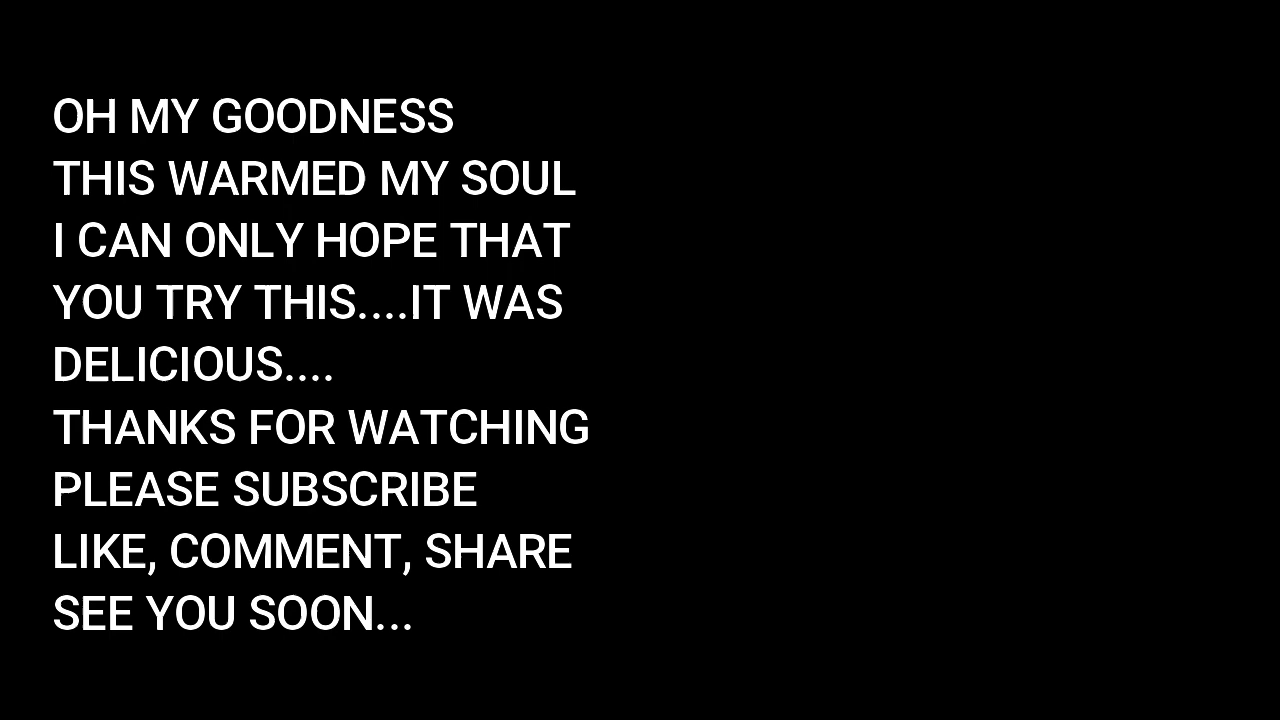 OH MY GOODNESS
THIS WARMED MY SOUL
I CAN ONLY HOPE THAT
YOU TRY THIS....IT WAS
DELICIOUS....
THANKS FOR WATCHING
PLEASE SUBSCRIBE
LIKE, COMMENT, SHARE
SEE YOU SOON...